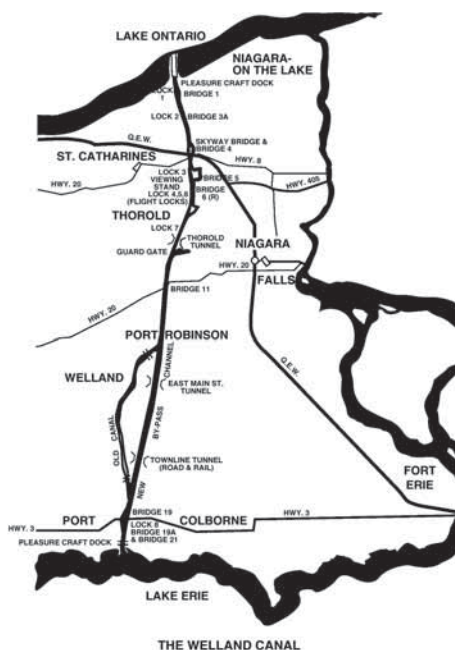 LAKE ONTARIO
NIAGARA-
ON THE LAKE
PLEASURE CRAFT DOCK
LOCK
1
BRIDGE 1
LOCK 2
BRIDGE 3A
Q.E.W.
SKYWAY BRIDGE &
BRIDGE 4
ST. CATHARINES
HWY. 8
HWY. 20
LOCK 3
VIEWING
STAND
LOCK 4,5,6
(FLIGHT LOCKS)
BRIDGE 5
HWY. 405
BRIDGE
6 (R)
THOROLD
LOCK 7
THOROLD
TUNNEL
GUARD GATE
NIAGARA
FALLS
HWY. 20
BRIDGE 11
HWY. 20
PORT ROBINSON
WELLAND
CHANNEL
EAST MAIN ST.
TUNNEL
Q.E.W.
BY-PASS
OLD CANAL
TOWNLINE TUNNEL
(ROAD & RAIL)
NEW
FORT
ERIE
BRIDGE 19
HWY. 3
HWY. 3
PORT
COLBORNE
LOCK 8
BRIDGE 19A
& BRIDGE 21
PLEASURE CRAFT DOCK
LAKE ERIE
THE WELLAND CANAL